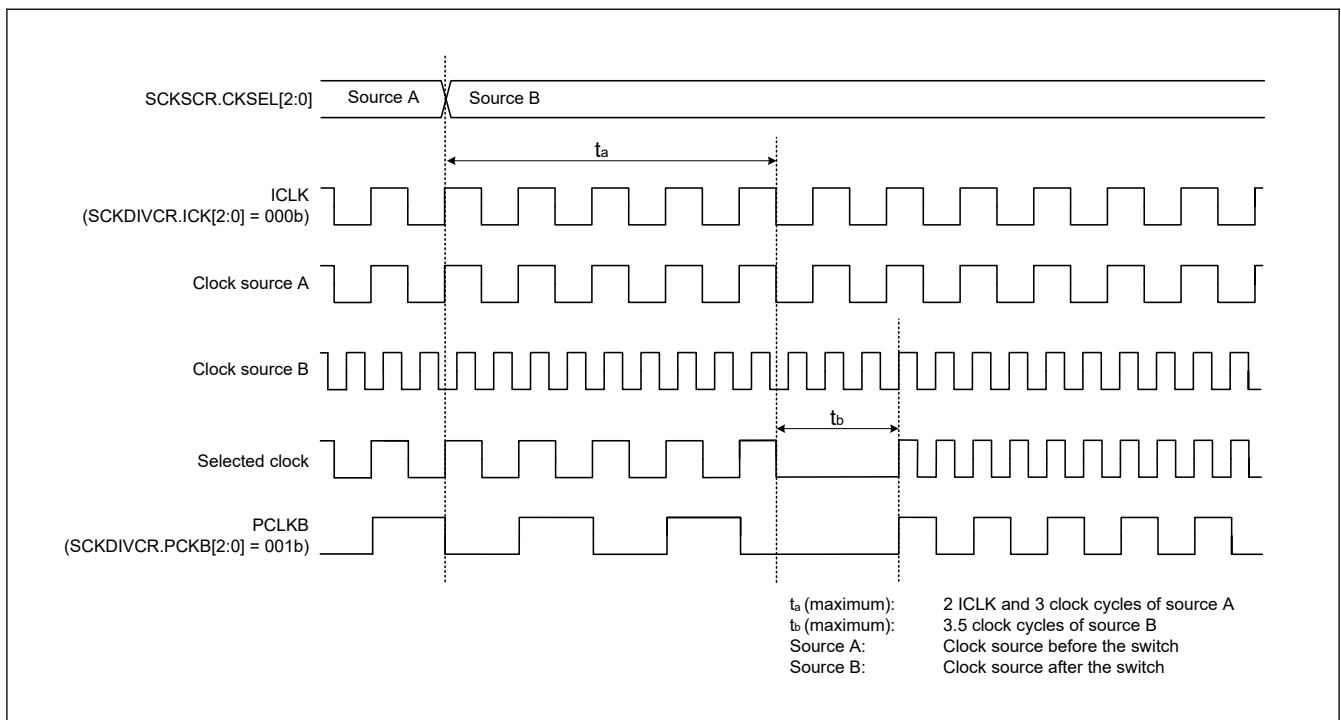 SCKSCR.CKSEL[2:0]
Source A
Source B
ta
ICLK
(SCKDIVCR.ICK[2:0] = 000b)
Clock source A
Clock source B
tb
Selected clock
PCLKB
(SCKDIVCR.PCKB[2:0] = 001b)
ta (maximum): 2 ICLK and 3 clock cycles of source A
tb (maximum): 3.5 clock cycles of source B
Source A: Clock source before the switch
Source B: Clock source after the switch